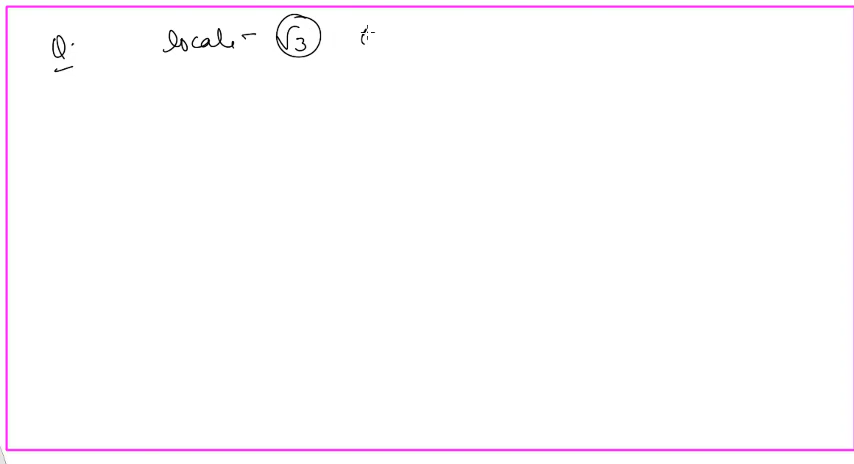 Q. locate - √3